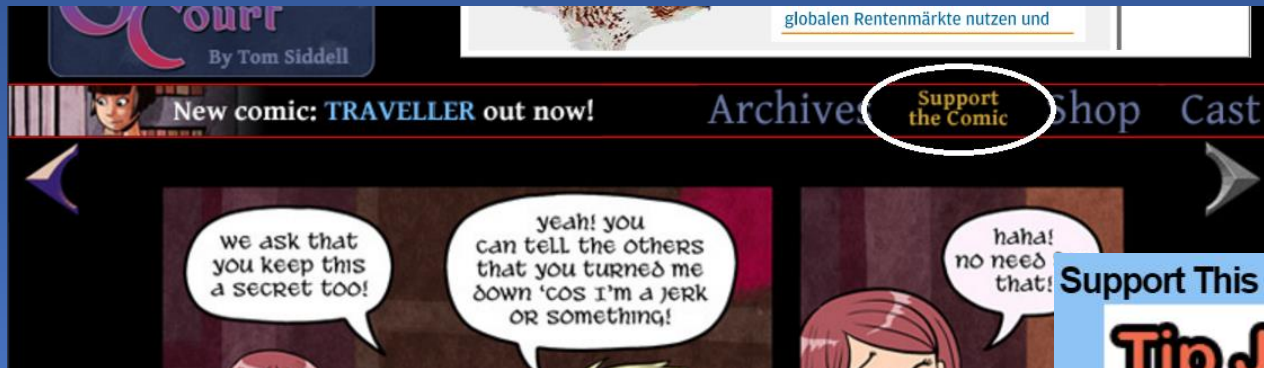 Court
By Tom Siddell
globalen Rentenmärkte nutzen und
New comic: TRAVELLER out now!
Archives
Support
the Comic
Shop
Cast
we ask that
you keep this
a secret too!
yeah! you
can tell the others
that you turned me
down 'cos I'm a jerk
or something!
haha!
no need
that!
Support This
Tip J